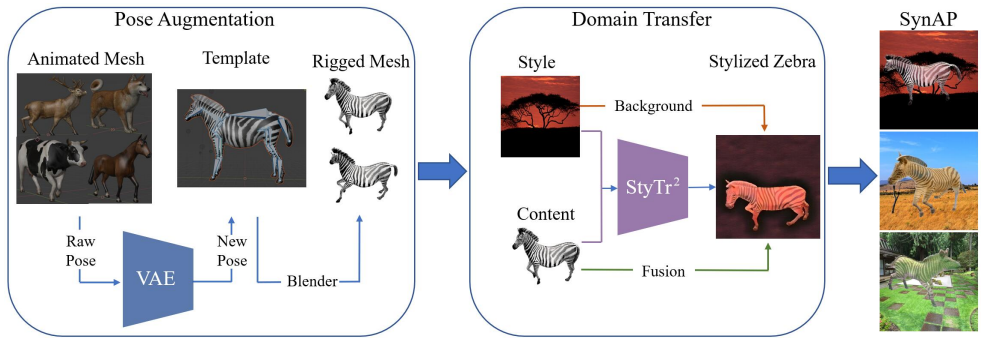 Pose Augmentation
Animated Mesh
Template
Rigged Mesh
Raw
Pose
VAE
New
Pose
Blender
Domain Transfer
Style
Stylized Zebra
Background
StyTr²
Content
Fusion
SynAP